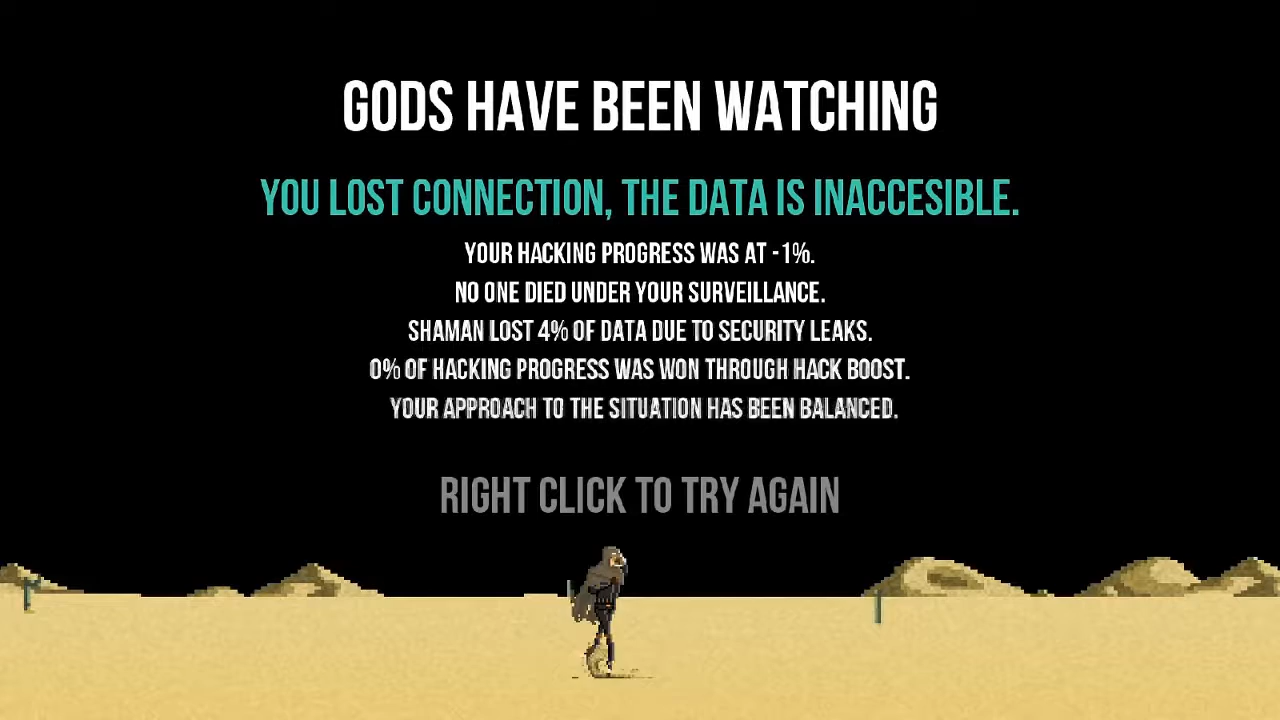 GODS HAVE BEEN WATCHING
YOU LOST CONNECTION, THE DATA IS INACCESIBLE.
YOUR HACKING PROGRESS WAS AT -1%.
NO ONE DIED UNDER YOUR SURVEILLANCE.
SHAMAN LOST 4% OF DATA DUE TO SECURITY LEAKS.
0% OF HACKING PROGRESS WAS WON THROUGH HACK BOOST.
YOUR APPROACH TO THE SITUATION HAS BEEN BALANCED.
RIGHT CLICK TO TRY AGAIN